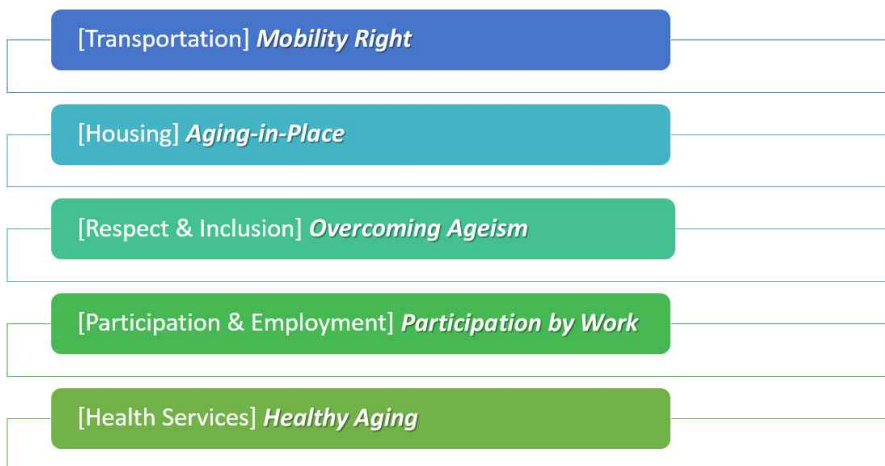 [Transportation] Mobility Right
[Housing] Aging-in-Place
[Respect & Inclusion] Overcoming Ageism
[Participation & Employment] Participation by Work
[Health Services] Healthy Aging